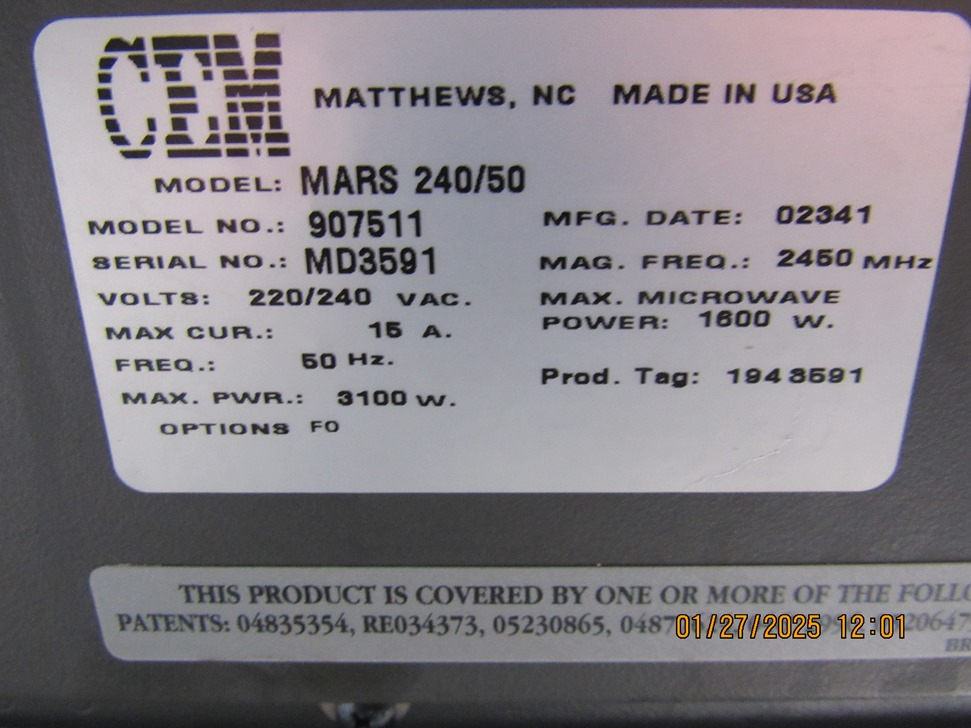 CEM MATTHEWS, NC MADE IN USA
MODEL: MARS 240/50
MODEL NO.: 907511 MFG. DATE: 02341
SERIAL NO.: MD3591 MAG. FREQ.: 2450 MHz
VOLTS: 220/240 VAC. MAX. MICROWAVE
MAX CUR.: 15 A. POWER: 1600 W.
FREQ.: 50 Hz.
MAX. PWR.: 3100 W. Prod. Tag: 1943591
OPTIONS FO
THIS PRODUCT IS COVERED BY ONE OR MORE OF THE
PATENTS: 04835354, RE034373, 05230865,
01/27/2025 12:01